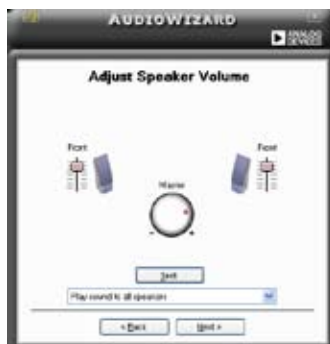 AUDIOWIZARD
ANALOG
DEVICES
Adjust Speaker Volume
Front
Front
Master
- +
Test
Play sound to all speakers
< Back
Next >